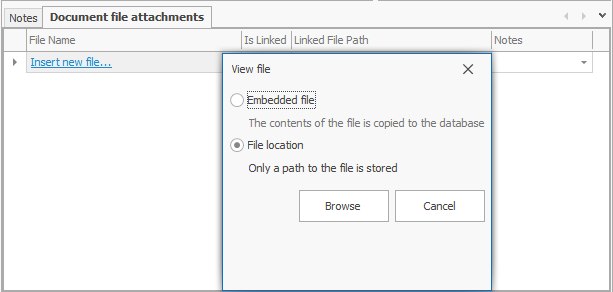 Notes Document file attachments
File Name Is Linked Linked File Path Notes
Insert new file...
View file
Embedded file
The contents of the file is copied to the database
File location
Only a path to the file is stored
Browse Cancel